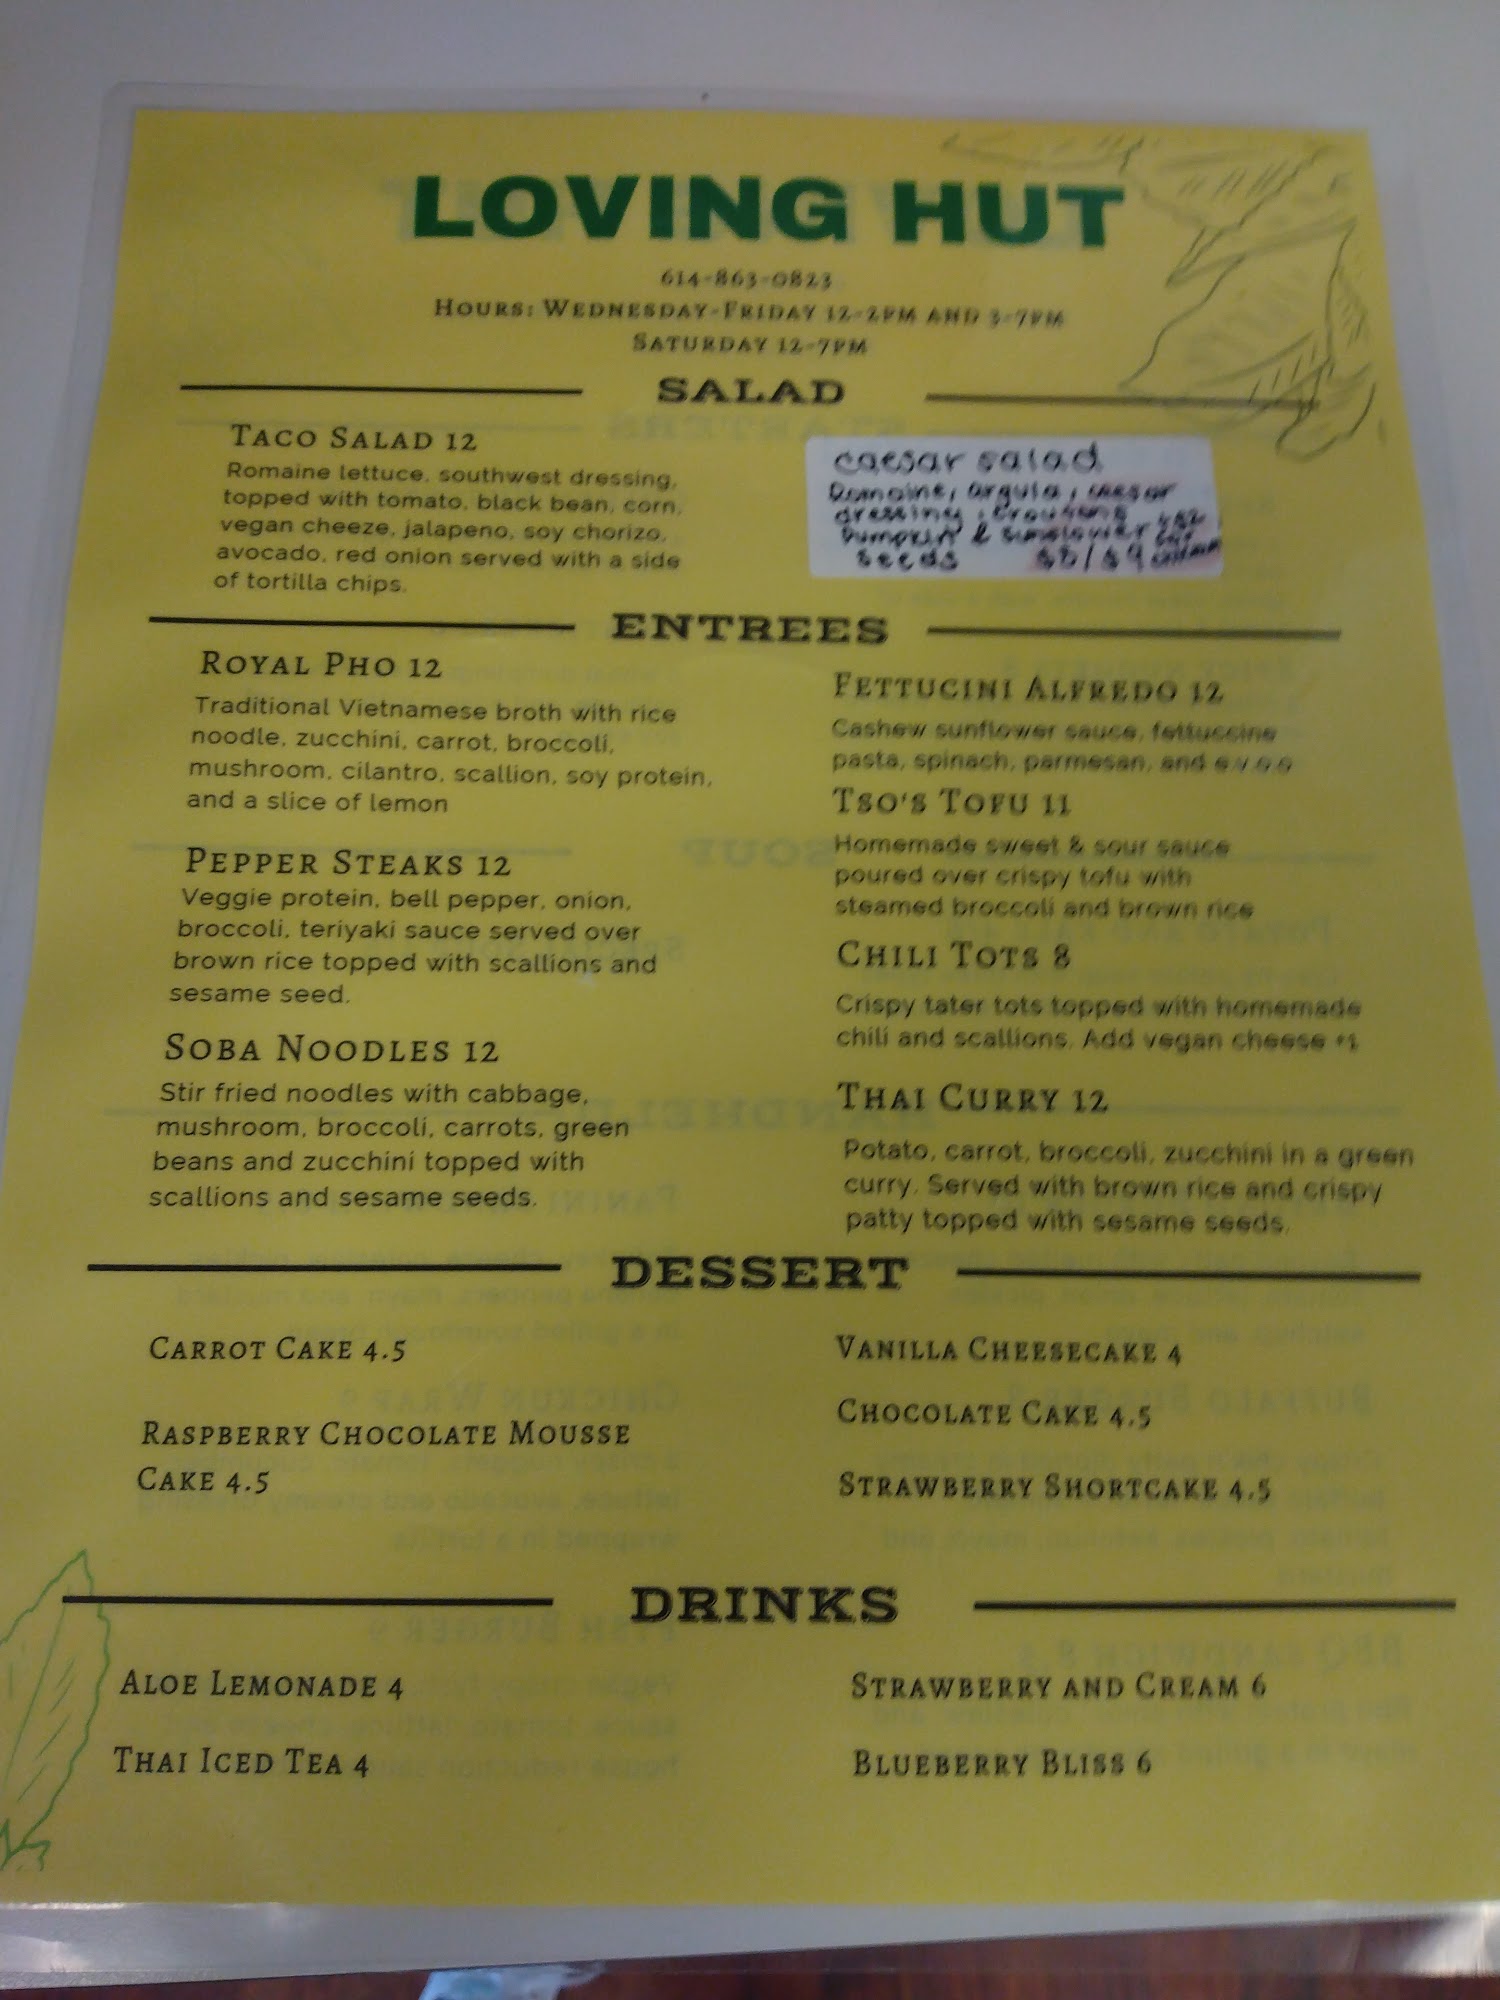 LOVING HUT
614-863-0823
HOURS: WEDNESDAY-FRIDAY 12-2PM AND 3-7PM
SATURDAY 12-7PM
SALAD
TACO SALAD 12
Romaine lettuce, southwest dressing,
topped with tomato, black bean, corn,
vegan cheeze, jalapeno, soy chorizo,
avocado, red onion served with a side
of tortilla chips.
caesar salad
Romaine, argula, caesar
dressing, croutons
Pumpkin & sunflower
seeds $8/$9
ENTREES
ROYAL PHO 12
Traditional Vietnamese broth with rice
noodle, zucchini, carrot, broccoli,
mushroom, cilantro, scallion, soy protein,
and a slice of lemon
PEPPER STEAKS 12
Veggie protein, bell pepper, onion,
broccoli, teriyaki sauce served over
brown rice topped with scallions and
sesame seed.
SOBA NOODLES 12
Stir fried noodles with cabbage,
mushroom, broccoli, carrots, green
beans and zucchini topped with
scallions and sesame seeds.
FETTUCINI ALFREDO 12
Cashew sunflower sauce, fettuccine
pasta, spinach, parmesan, and e.v.o.o
TSO'S TOFU 11
Homemade sweet & sour sauce
poured over crispy tofu with
steamed broccoli and brown rice
CHILI TOTS 8
Crispy tater tots topped with homemade
chili and scallions. Add vegan cheese +1
THAI CURRY 12
Potato, carrot, broccoli, zucchini in a green
curry. Served with brown rice and crispy
patty topped with sesame seeds.
DESSERT
CARROT CAKE 4.5
RASPBERRY CHOCOLATE MOUSSE
CAKE 4.5
VANILLA CHEESECAKE 4
CHOCOLATE CAKE 4.5
STRAWBERRY SHORTCAKE 4.5
DRINKS
ALOE LEMONADE 4
THAI ICED TEA 4
STRAWBERRY AND CREAM 6
BLUEBERRY BLISS 6